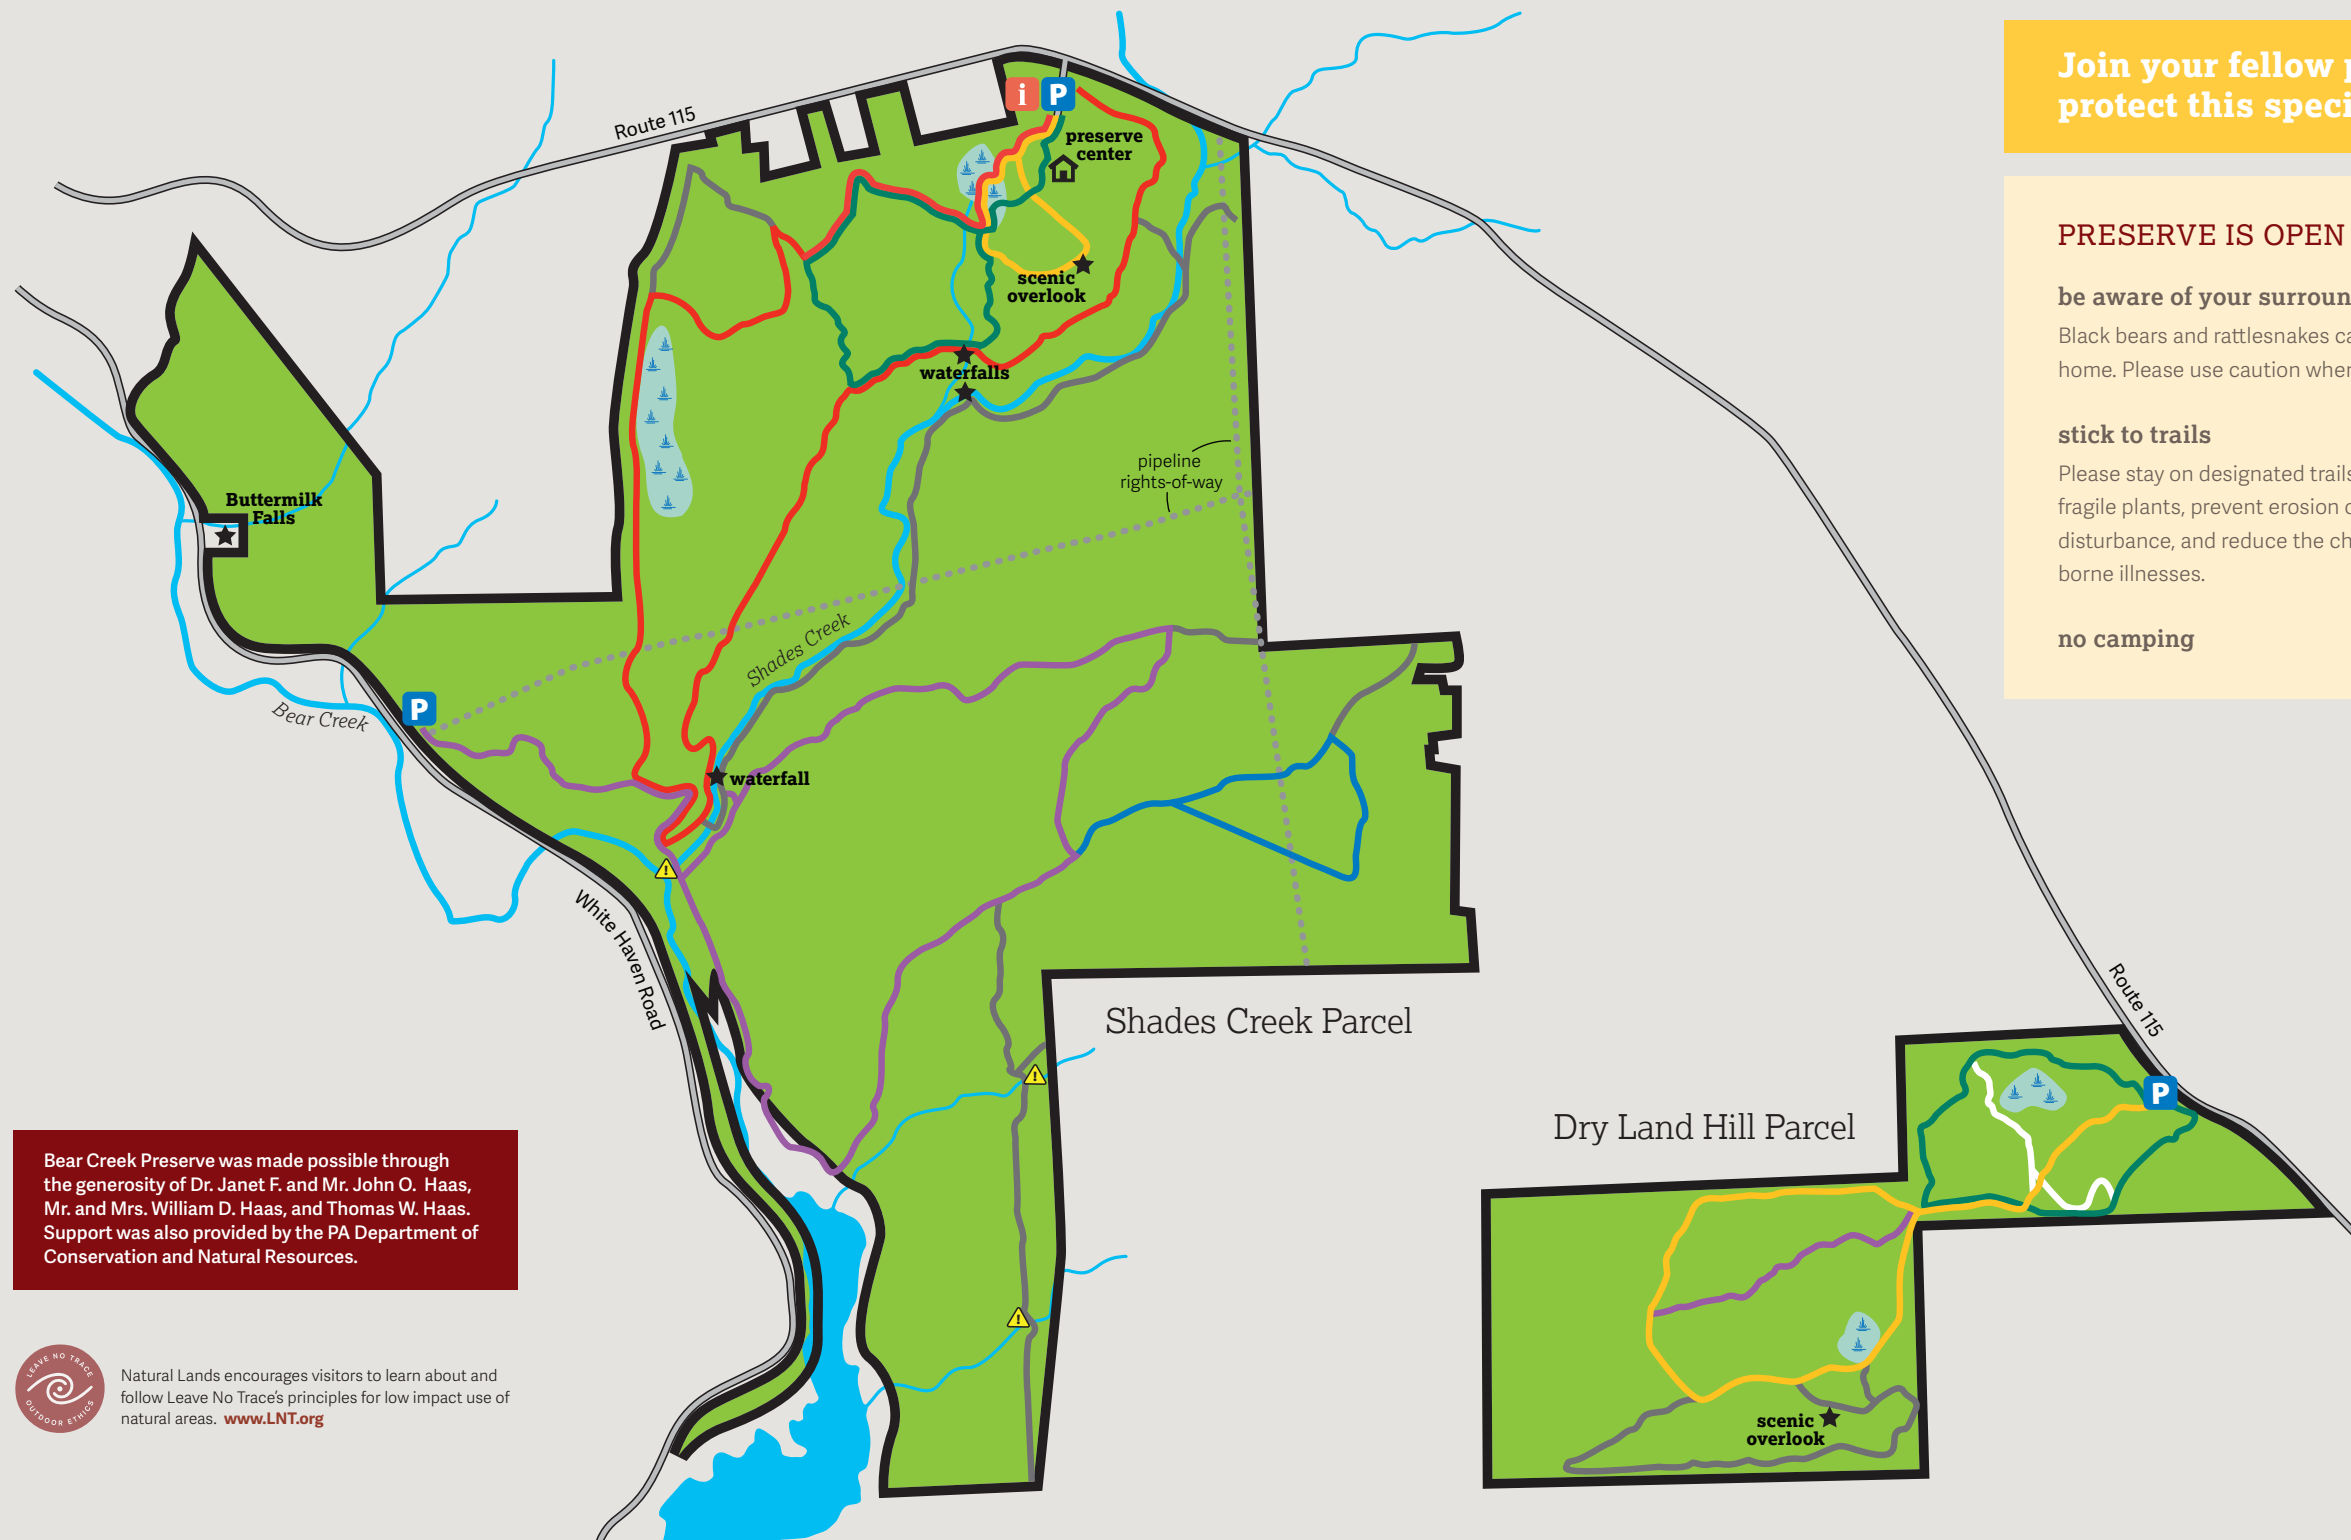 Route 115
i
P
preserve
center
scenic
overlook
waterfalls
pipeline
rights-of-way
Buttermilk
Falls
Shades Creek
P
Bear Creek
waterfall
!
White Haven Road
Shades Creek Parcel
!
!
Route 115
P
Dry Land Hill Parcel
scenic
overlook
Join your fellow
protect this speci
PRESERVE IS OPEN
be aware of your surroun
Black bears and rattlesnakes ca
home. Please use caution wher
stick to trails
Please stay on designated trails
fragile plants, prevent erosion o
disturbance, and reduce the ch
borne illnesses.
no camping
Bear Creek Preserve was made possible through
the generosity of Dr. Janet F. and Mr. John O. Haas,
Mr. and Mrs. William D. Haas, and Thomas W. Haas.
Support was also provided by the PA Department of
Conservation and Natural Resources.
LEAVE NO TRACE
OUTDOOR ETHICS
Natural Lands encourages visitors to learn about and
follow Leave No Trace's principles for low impact use of
natural areas. www.LNT.org